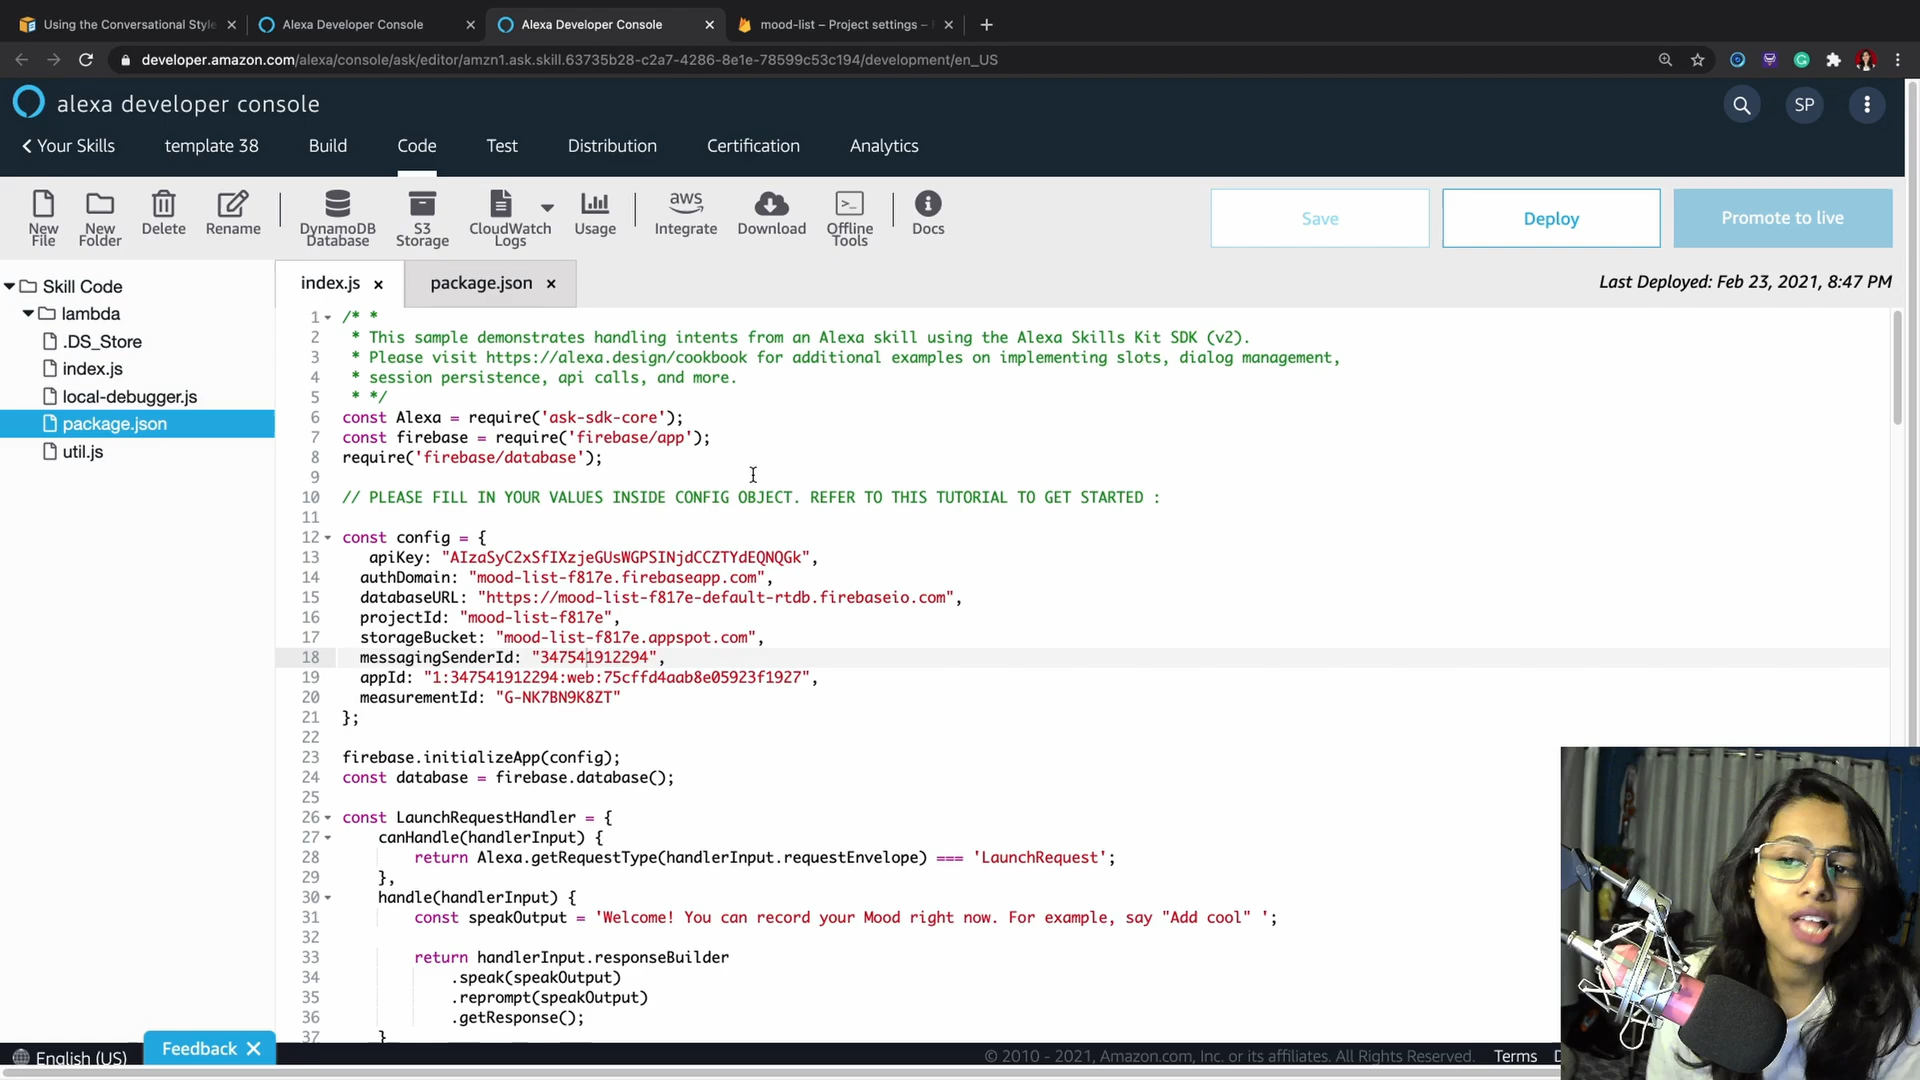 Using the Conversational Style
Alexa Developer Console
Alexa Developer Console
mood-list – Project settings –
developer.amazon.com/alexa/console/ask/editor/amzn1.ask.skill.63735b28-c2a7-4286-8e1e-78599c53c194/development/en_US
alexa developer console
SP
Your Skills
template 38
Build
Code
Test
Distribution
Certification
Analytics
New File
New Folder
Delete
Rename
DynamoDB Database
S3 Storage
CloudWatch Logs
Usage
aws
Integrate
Download
Offline Tools
Docs
Save
Deploy
Promote to live
Skill Code
lambda
.DS_Store
index.js
local-debugger.js
package.json
util.js
index.js
package.json
Last Deployed: Feb 23, 2021, 8:47 PM
1 /* *
2 * This sample demonstrates handling intents from an Alexa skill using the Alexa Skills Kit SDK (v2).
3 * Please visit https://alexa.design/cookbook for additional examples on implementing slots, dialog management,
4 * session persistence, api calls, and more.
5 * */
6 const Alexa = require('ask-sdk-core');
7 const firebase = require('firebase/app');
8 require('firebase/database');
9
10 // PLEASE FILL IN YOUR VALUES INSIDE CONFIG OBJECT. REFER TO THIS TUTORIAL TO GET STARTED :
11
12 const config = {
13 apiKey: "AIzaSyC2xSfIXzjeGUsWGPSINjdCCZTYdEQNQGk",
14 authDomain: "mood-list-f817e.firebaseapp.com",
15 databaseURL: "https://mood-list-f817e-default-rtdb.firebaseio.com",
16 projectId: "mood-list-f817e",
17 storageBucket: "mood-list-f817e.appspot.com",
18 messagingSenderId: "347541912294",
19 appId: "1:347541912294:web:75cffd4aab8e05923f1927",
20 measurementId: "G-NK7BN9K8ZT"
21 };
22
23 firebase.initializeApp(config);
24 const database = firebase.database();
25
26 const LaunchRequestHandler = {
27 canHandle(handlerInput) {
28 return Alexa.getRequestType(handlerInput.requestEnvelope) === 'LaunchRequest';
29 },
30 handle(handlerInput) {
31 const speakOutput = 'Welcome! You can record your Mood right now. For example, say "Add cool" ';
32
33 return handlerInput.responseBuilder
34 .speak(speakOutput)
35 .reprompt(speakOutput)
36 .getResponse();
37 }
English (US)
Feedback
© 2010 - 2021, Amazon.com, Inc. or its affiliates. All Rights Reserved.
Terms